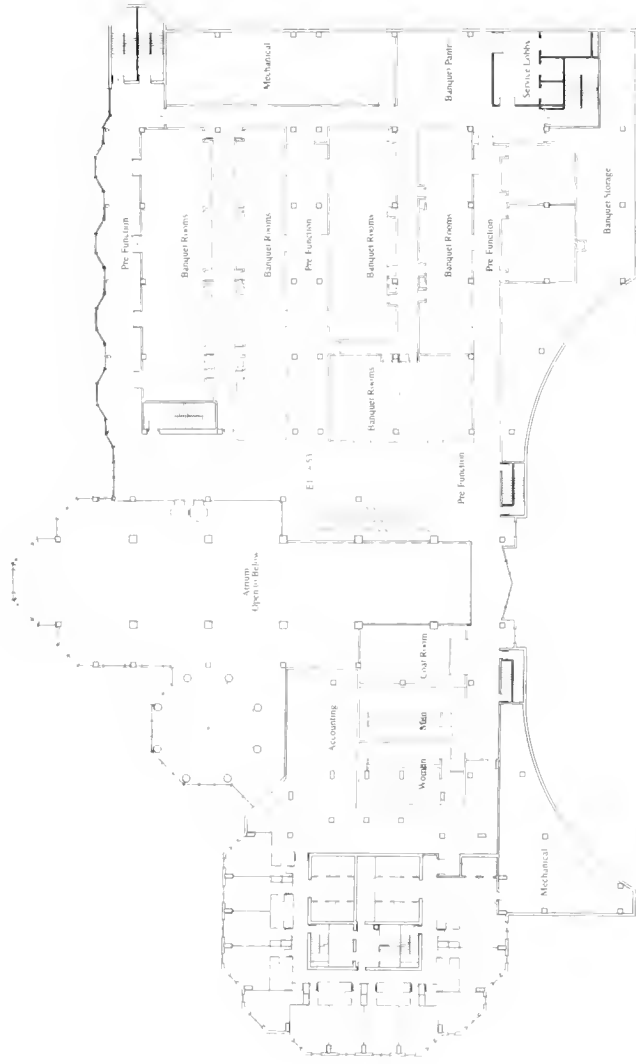 Mechanical
Banquet Pantry
Service Lobby
Pre Function
Banquet Rooms
Banquet Rooms
Pre Function
Banquet Rooms
Banquet Rooms
Pre Function
Banquet Storage
Banquet Rooms
Pre Function
Atrium
Open to Below
Accounting
Coat Room
Men
Women
Mechanical